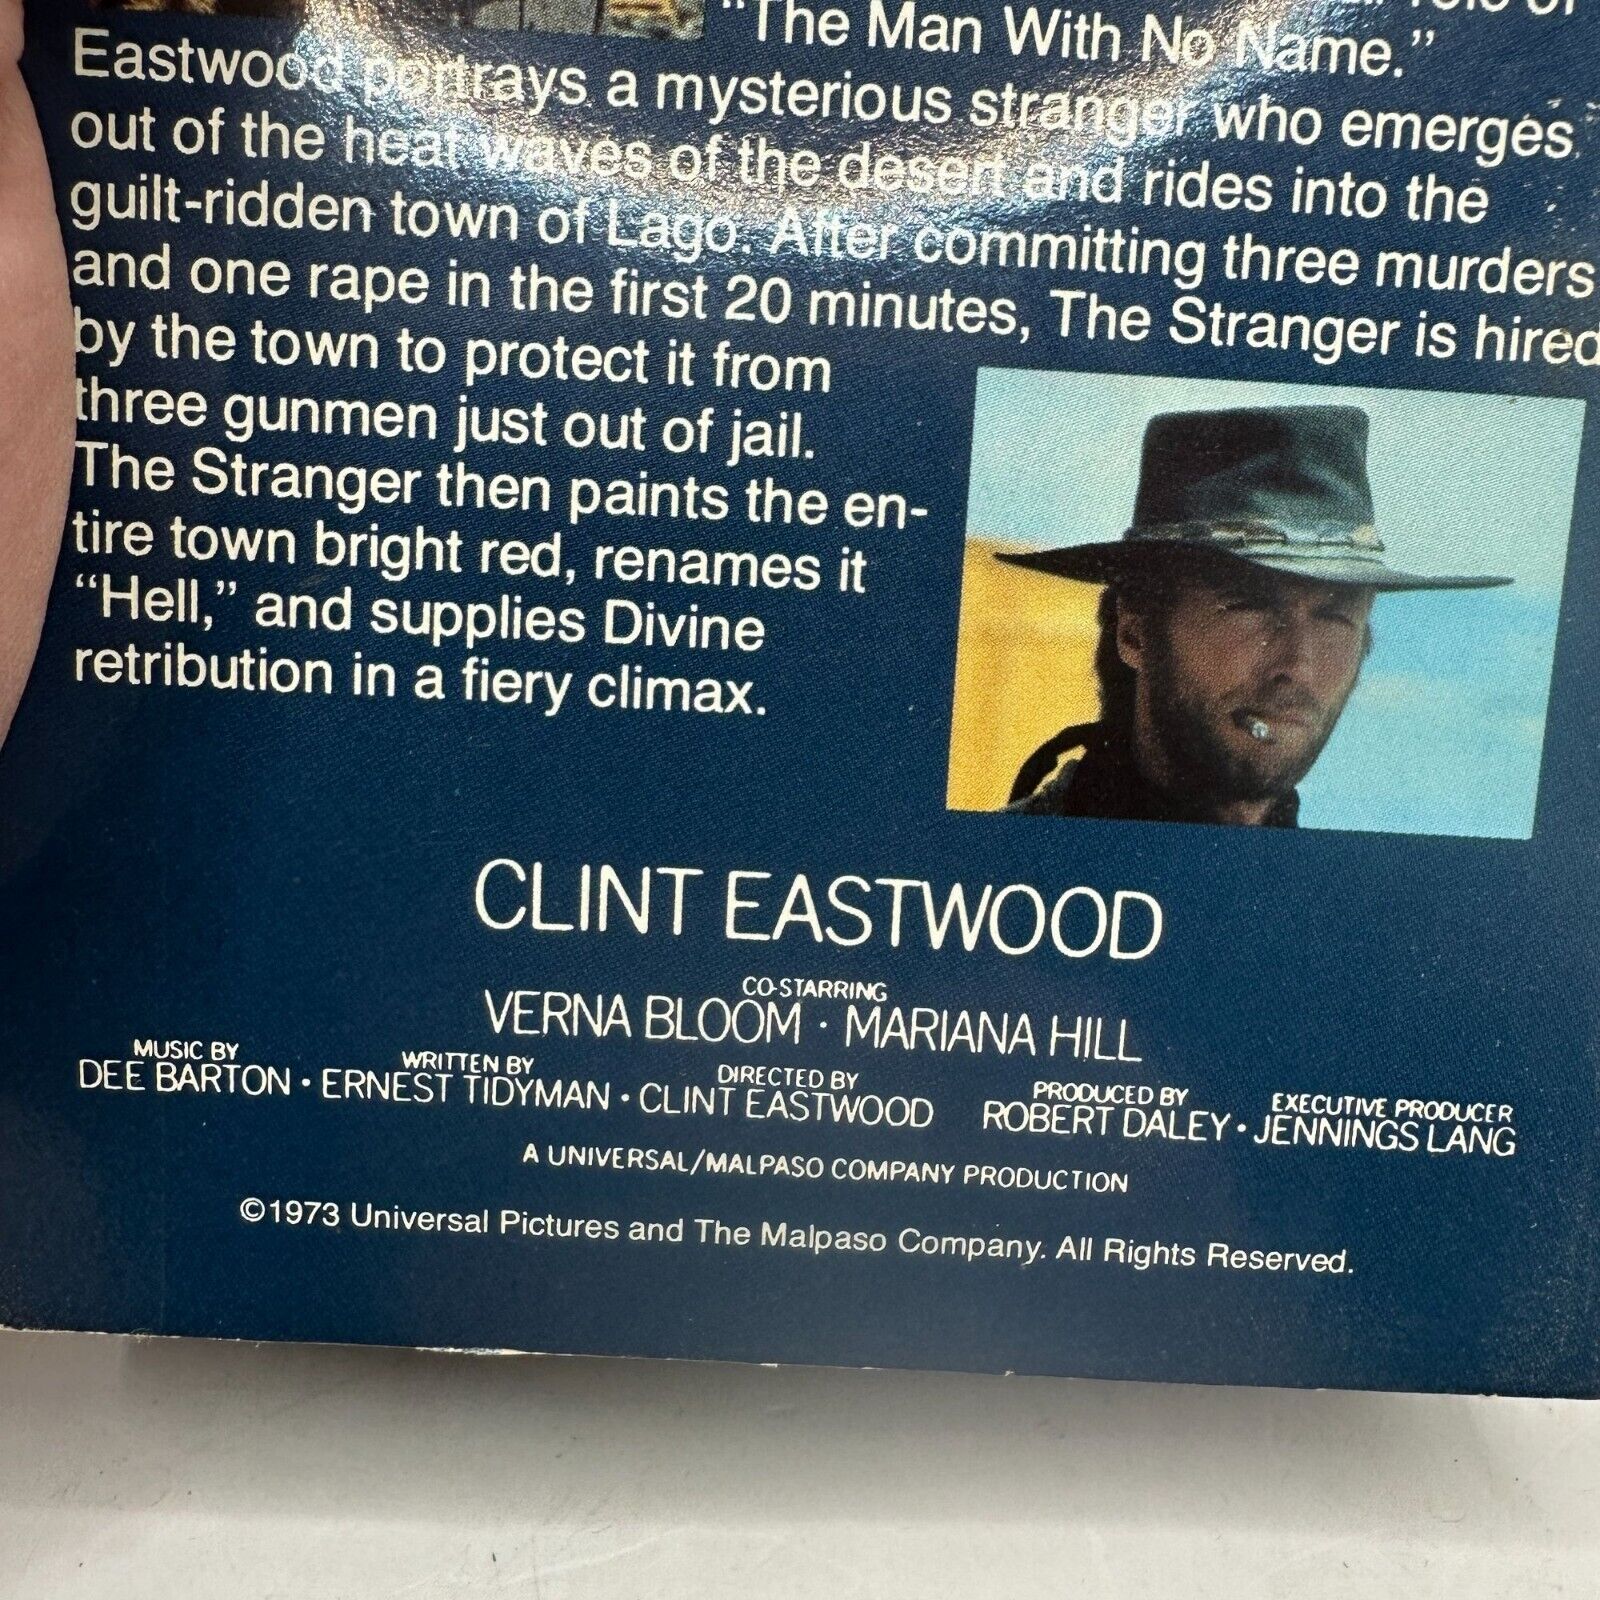 "The Man With No Name."
Eastwood portrays a mysterious stranger who emerges
out of the heat waves of the desert and rides into the
guilt-ridden town of Lago. After committing three murders
and one rape in the first 20 minutes, The Stranger is hired
by the town to protect it from
three gunmen just out of jail.
The Stranger then paints the en-
tire town bright red, renames it
"Hell," and supplies Divine
retribution in a fiery climax.
CLINT EASTWOOD
CO-STARRING
VERNA BLOOM · MARIANA HILL
MUSIC BY WRITTEN BY DIRECTED BY PRODUCED BY EXECUTIVE PRODUCER
DEE BARTON · ERNEST TIDYMAN · CLINT EASTWOOD ROBERT DALEY · JENNINGS LANG
A UNIVERSAL/MALPASO COMPANY PRODUCTION
©1973 Universal Pictures and The Malpaso Company. All Rights Reserved.